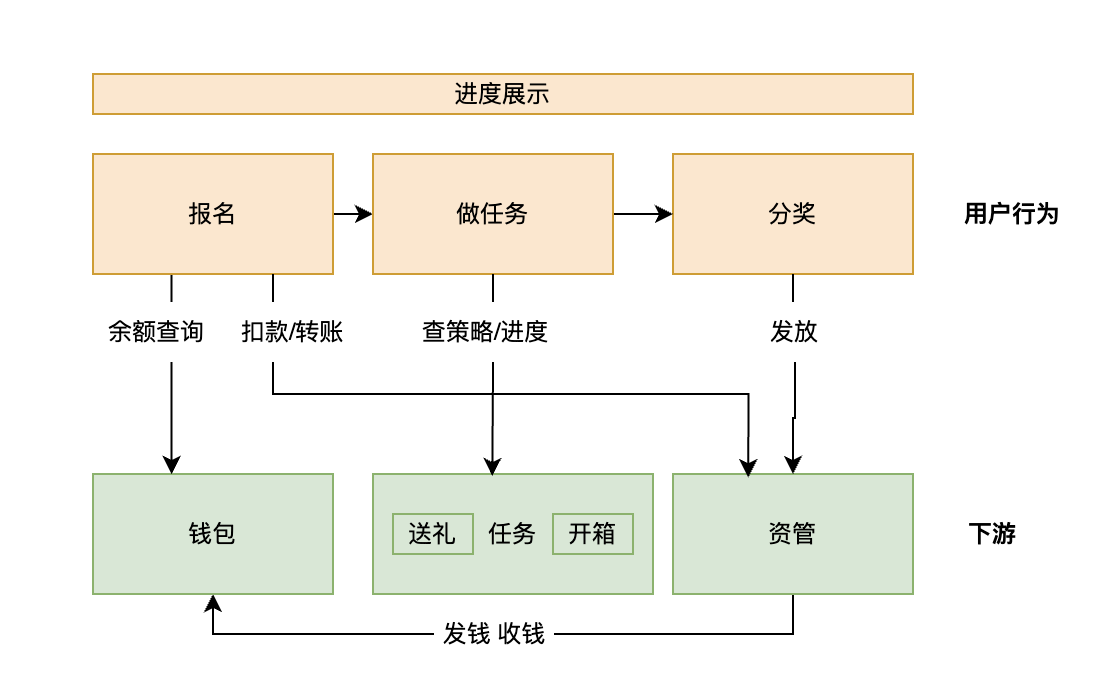 进度展示
报名
做任务
分奖
用户行为
余额查询
扣款/转账
查策略/进度
发放
钱包
送礼
任务
开箱
资管
下游
发钱 收钱